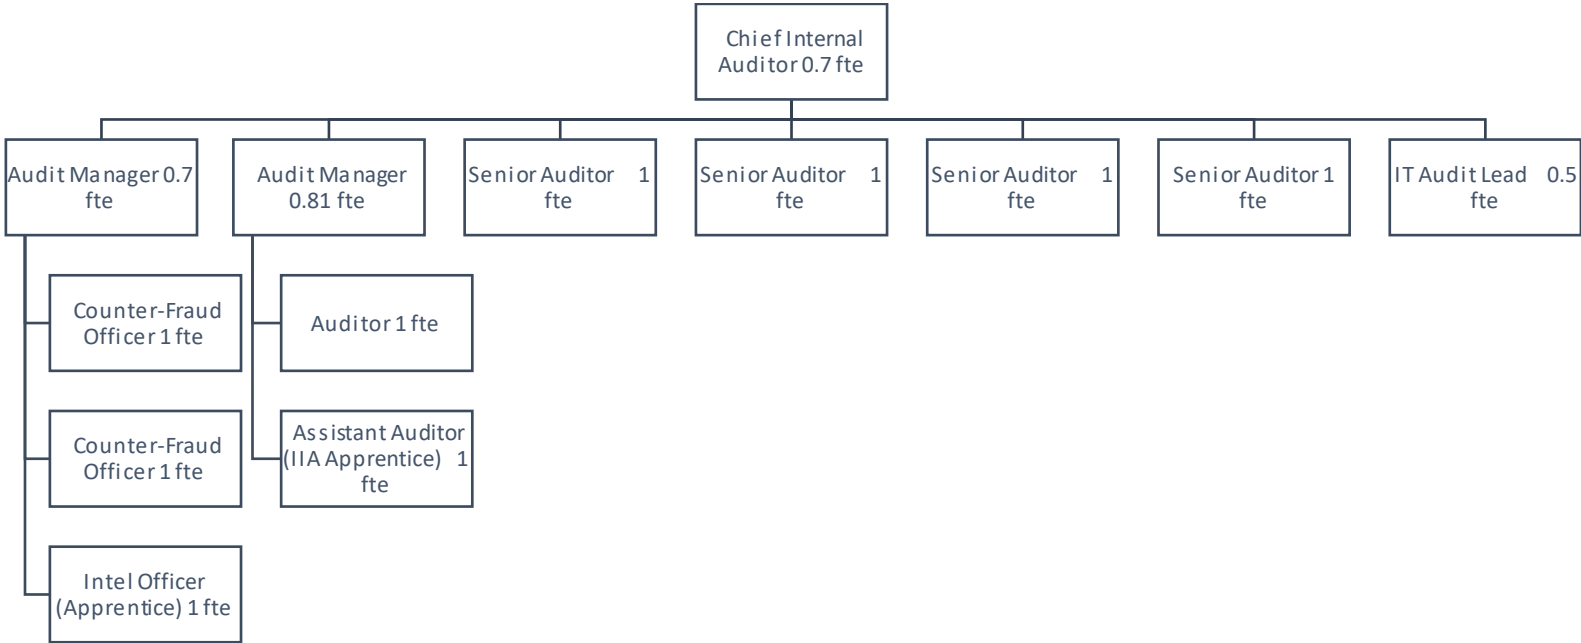 Chief Internal
Auditor 0.7 fte
Audit Manager 0.7
fte
Audit Manager
0.81 fte
Senior Auditor 1
fte
Senior Auditor 1
fte
Senior Auditor 1
fte
Senior Auditor 1
fte
IT Audit Lead 0.5
fte
Counter-Fraud
Officer 1 fte
Auditor 1 fte
Counter-Fraud
Officer 1 fte
Assistant Auditor
(IIA Apprentice) 1
fte
Intel Officer
(Apprentice) 1 fte